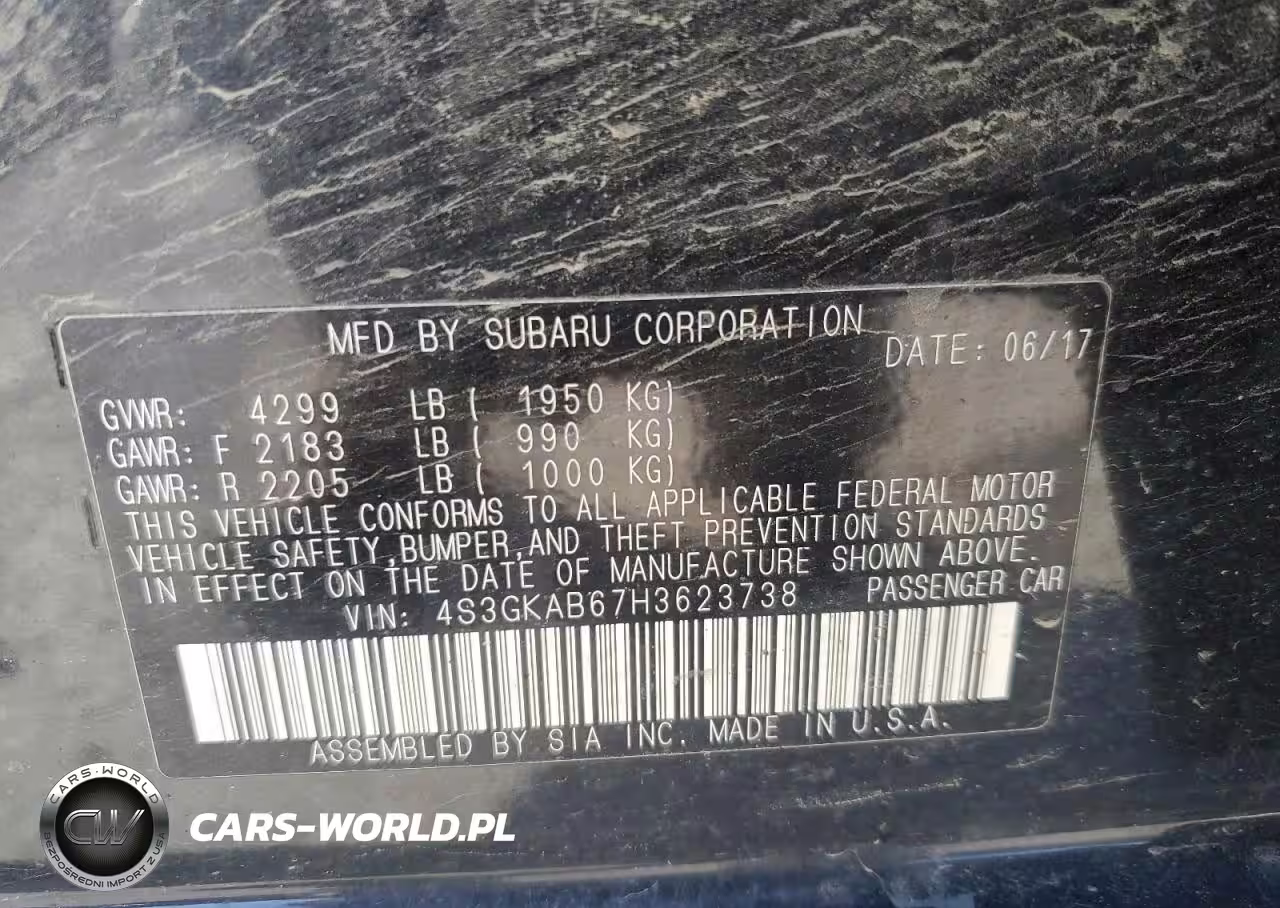 MFD BY SUBARU CORPORATION
DATE: 06/17
GVWR: 4299 LB ( 1950 KG)
GAWR: F 2183 LB ( 990 KG)
GAWR: R 2205 LB ( 1000 KG)
THIS VEHICLE CONFORMS TO ALL APPLICABLE FEDERAL MOTOR
VEHICLE SAFETY,BUMPER,AND THEFT PREVENTION STANDARDS
IN EFFECT ON THE DATE OF MANUFACTURE SHOWN ABOVE.
VIN: 4S3GKAB67H3623738 PASSENGER CAR
ASSEMBLED BY SIA INC. MADE IN U.S.A.
CARS-WORLD
CW
BEZPOŚREDNI IMPORT Z USA
CARS-WORLD.PL